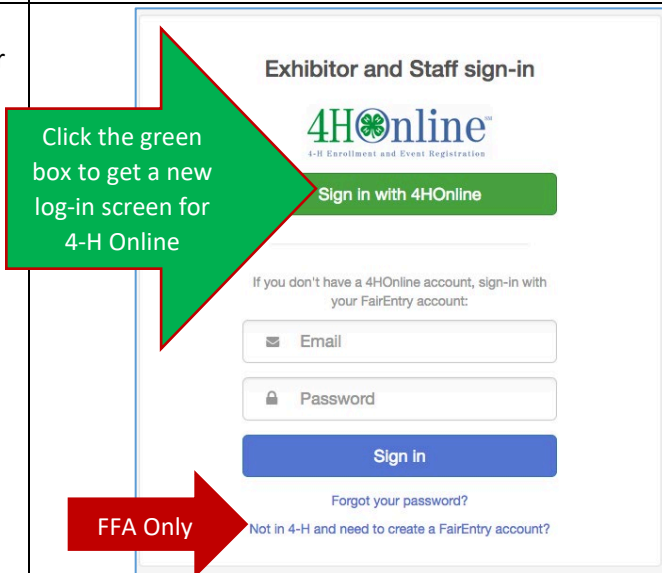 r
Exhibitor and Staff sign-in
4HOnline
4-H Enrollment and Event Registration
Click the green
box to get a new
log-in screen for
4-H Online
Sign in with 4HOnline
If you don't have a 4HOnline account, sign-in with
your FairEntry account:
Email
Password
Sign in
Forgot your password?
FFA Only
Not in 4-H and need to create a FairEntry account?